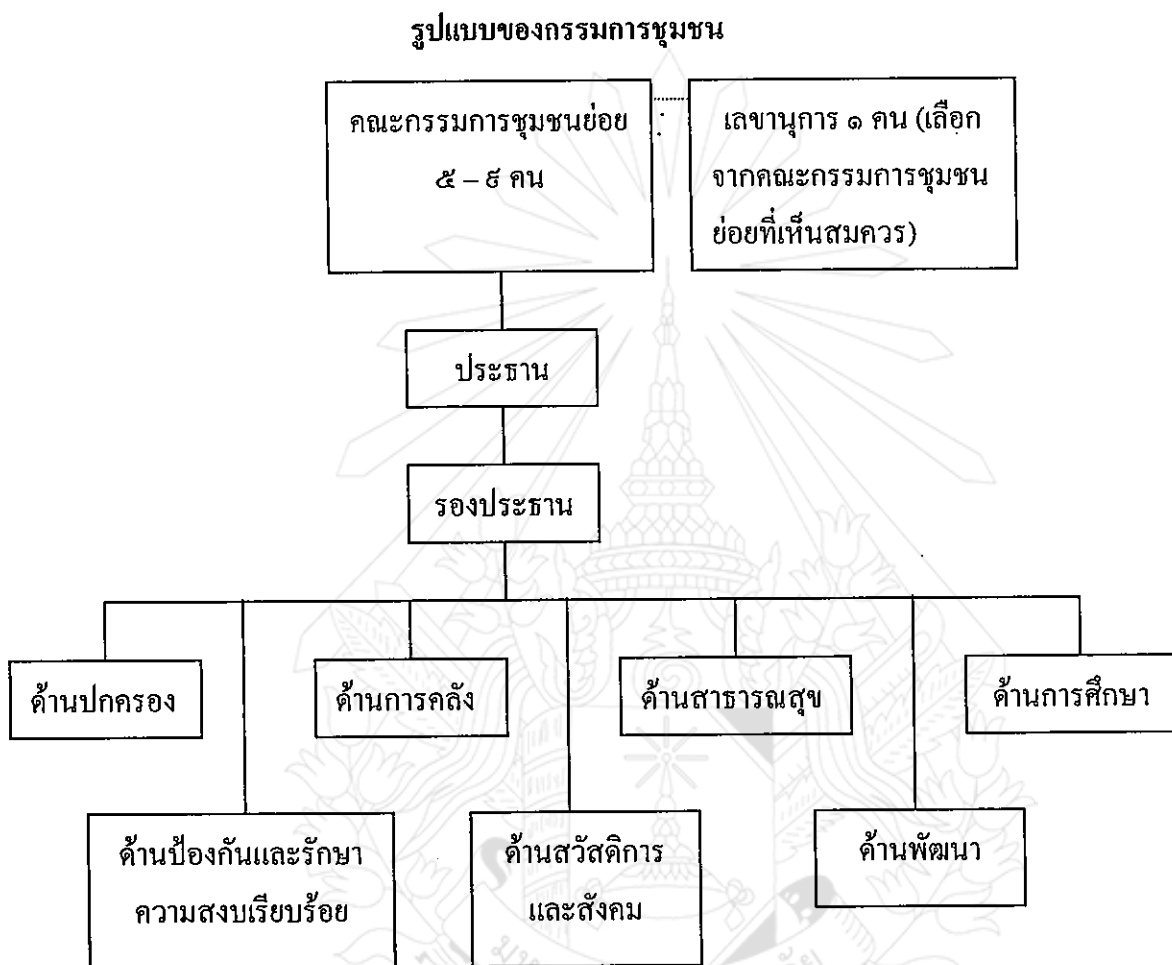 รูปแบบของกรรมการชุมชน
คณะกรรมการชุมชนย่อย
๕ – ๙ คน
เลขานุการ ๑ คน (เลือก
จากคณะกรรมการชุมชน
ย่อยที่เห็นสมควร)
ประธาน
รองประธาน
ด้านปกครอง
ด้านการคลัง
ด้านสาธารณสุข
ด้านการศึกษา
ด้านป้องกันและรักษา
ความสงบเรียบร้อย
ด้านสวัสดิการ
และสังคม
ด้านพัฒนา